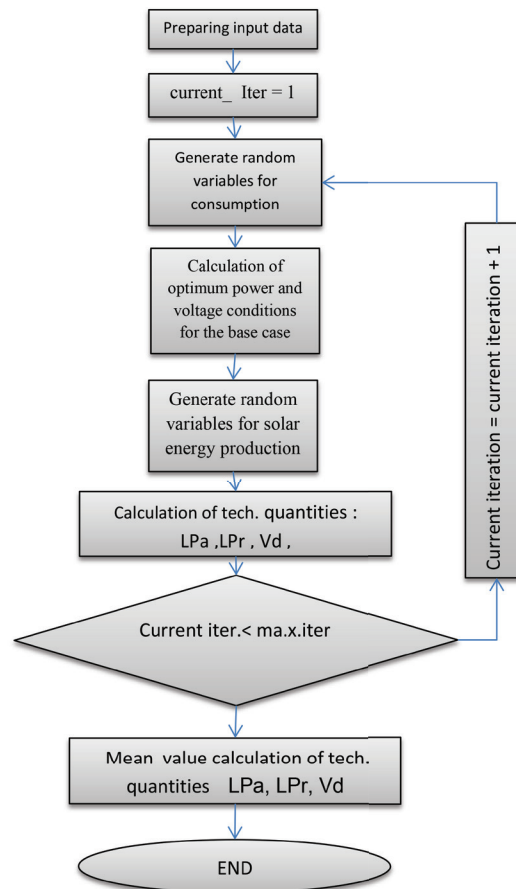 Preparing input data
current_ Iter = 1
Generate random
variables for
consumption
Calculation of
optimum power and
voltage conditions
for the base case
Generate random
variables for solar
energy production
Calculation of tech. quantities :
LPa ,LPr , Vd ,
Current iter.< ma.x.iter
Current iteration = current iteration + 1
Mean value calculation of tech.
quantities LPa, LPr, Vd
END